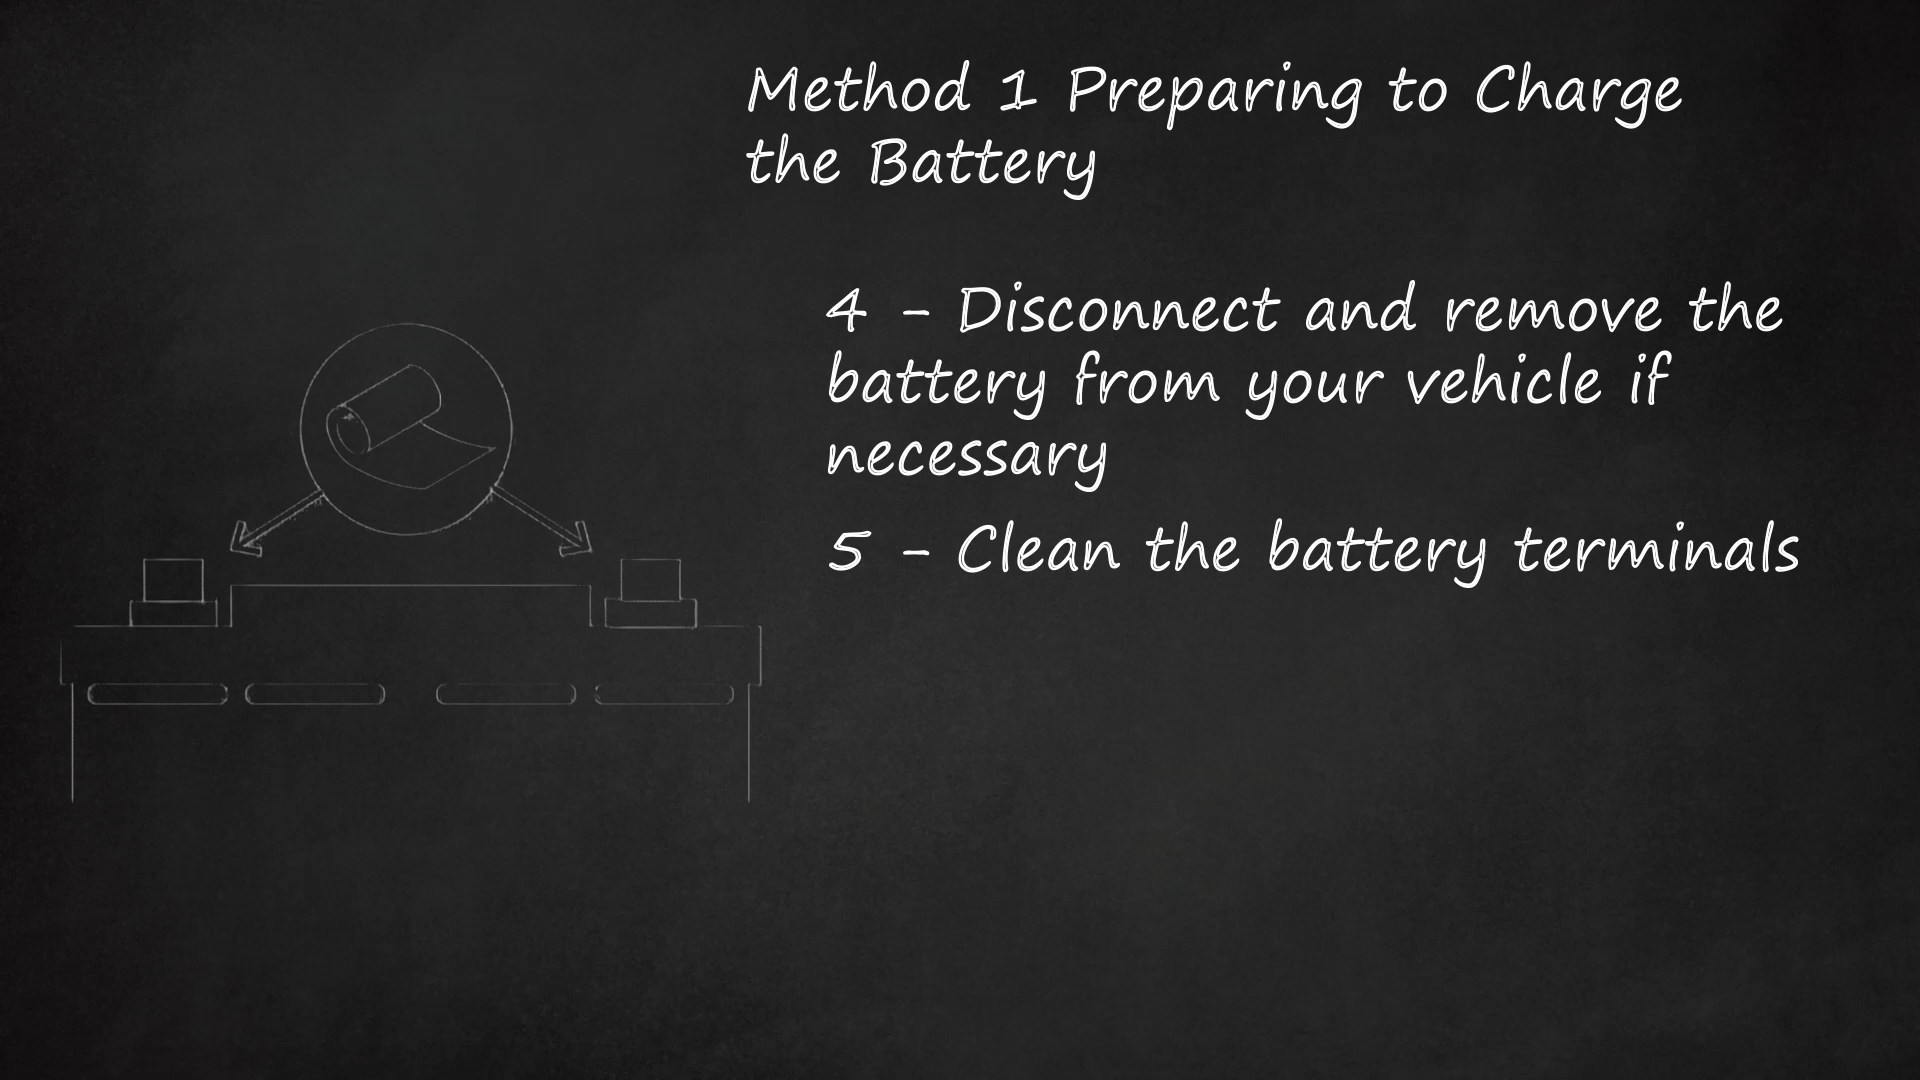 Method 1 Preparing to Charge
the Battery
4 - Disconnect and remove the
battery from your vehicle if
necessary
5 - Clean the battery terminals